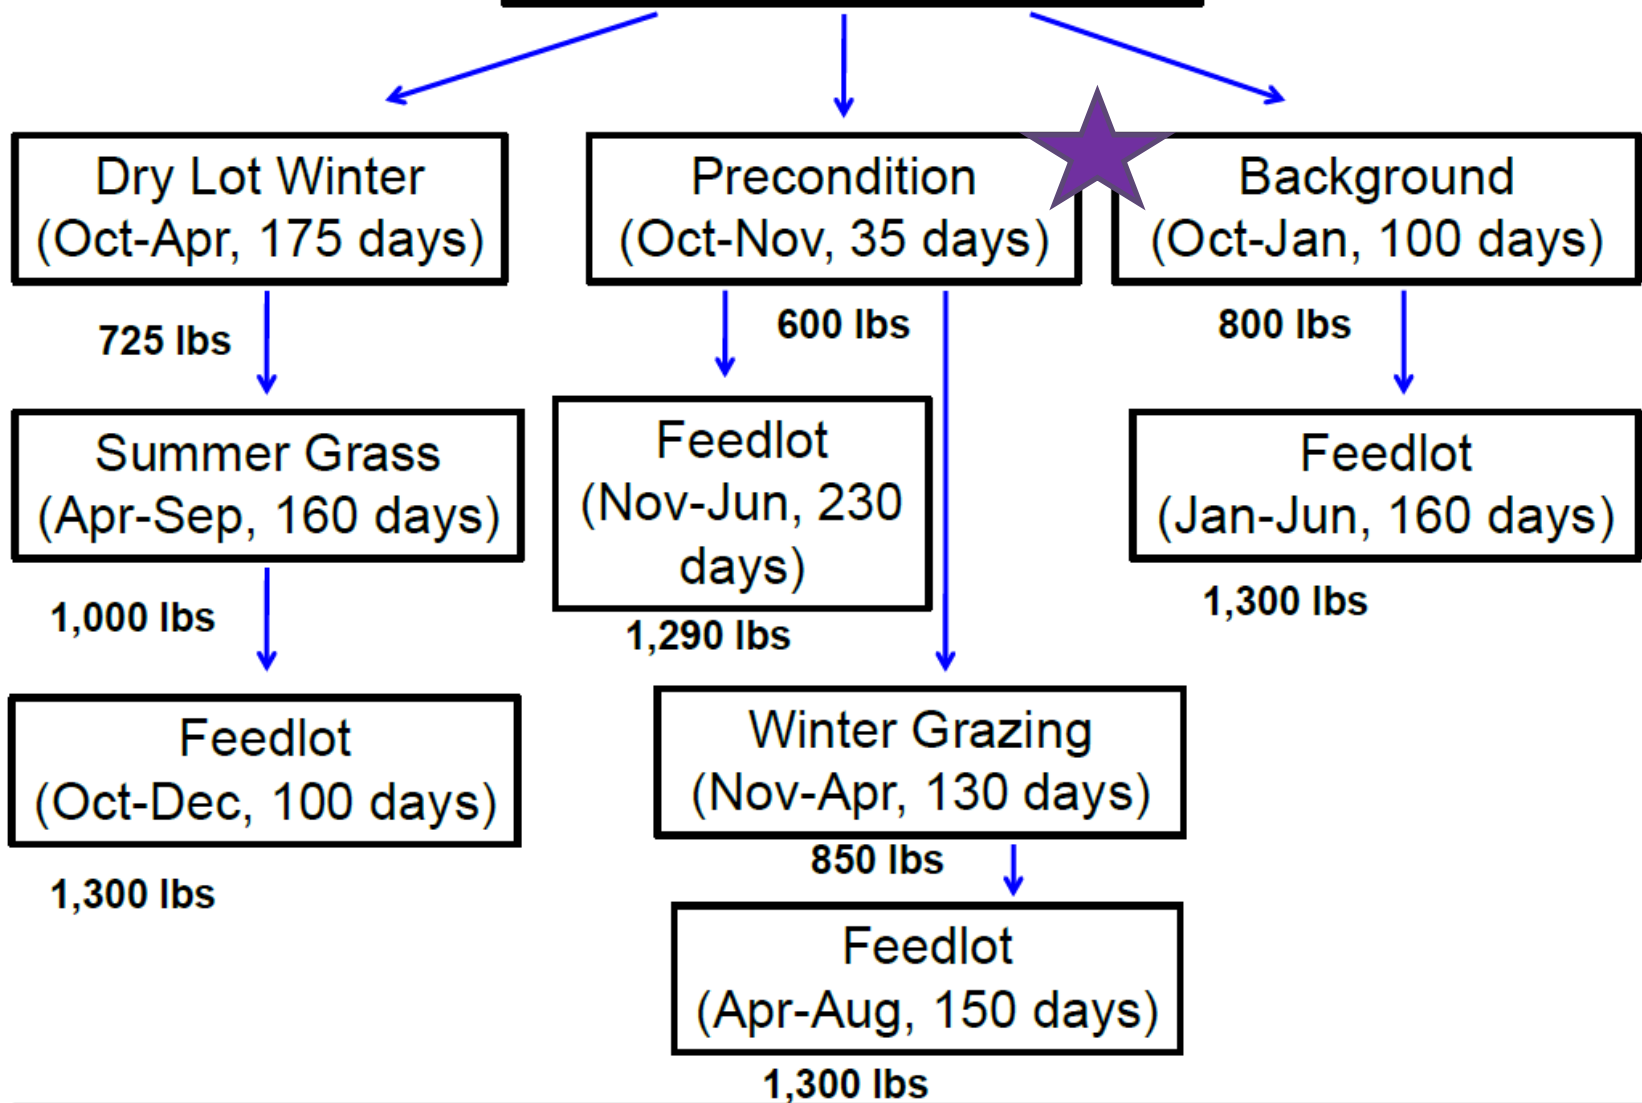 Dry Lot Winter
(Oct-Apr, 175 days)
725 lbs
Summer Grass
(Apr-Sep, 160 days)
1,000 lbs
Feedlot
(Oct-Dec, 100 days)
1,300 lbs
Precondition
(Oct-Nov, 35 days)
600 lbs
Feedlot
(Nov-Jun, 230
days)
1,290 lbs
Winter Grazing
(Nov-Apr, 130 days)
850 lbs
Feedlot
(Apr-Aug, 150 days)
1,300 lbs
Background
(Oct-Jan, 100 days)
800 lbs
Feedlot
(Jan-Jun, 160 days)
1,300 lbs